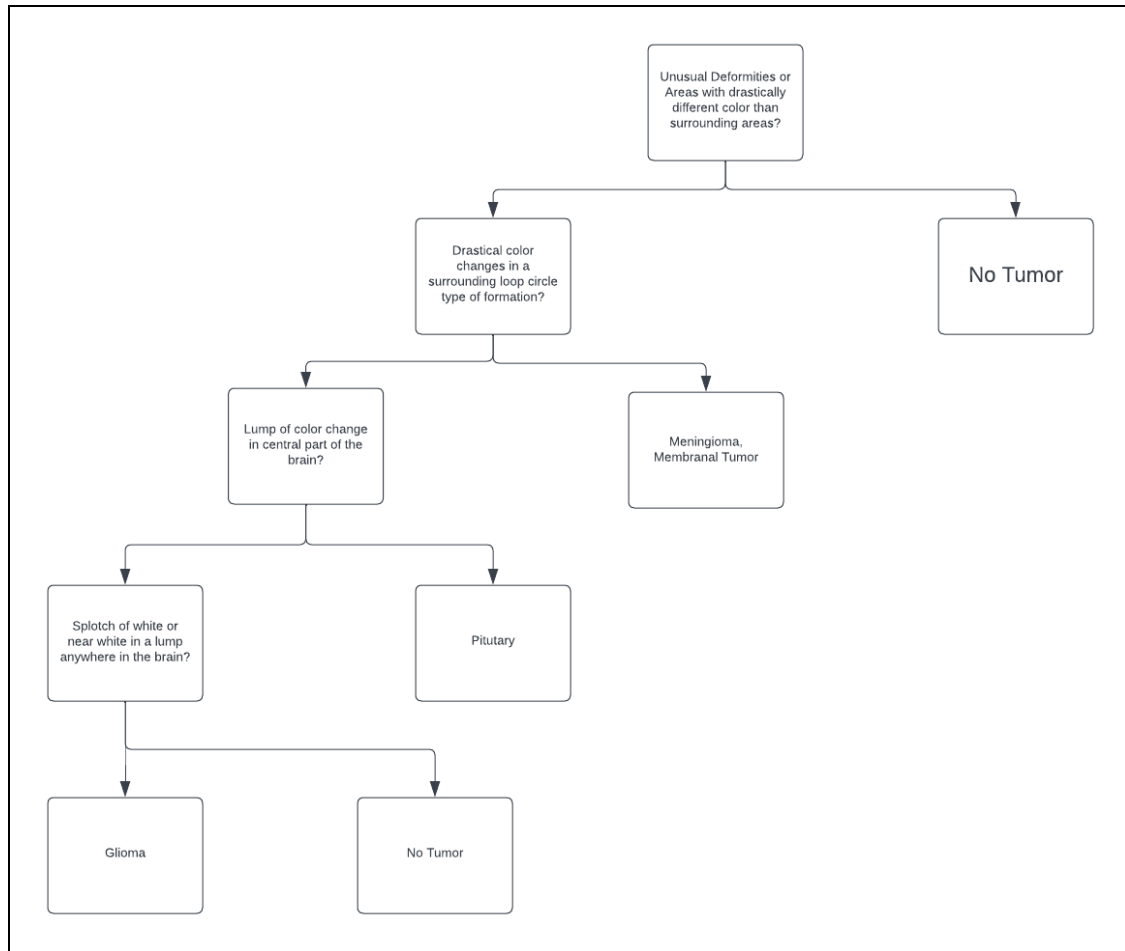 Unusual Deformities or
Areas with drastically
different color than
surrounding areas?
Drastical color
changes in a
surrounding loop circle
type of formation?
No Tumor
Lump of color change
in central part of the
brain?
Meningioma,
Membranal Tumor
Splotch of white or
near white in a lump
anywhere in the brain?
Pitutary
Glioma
No Tumor